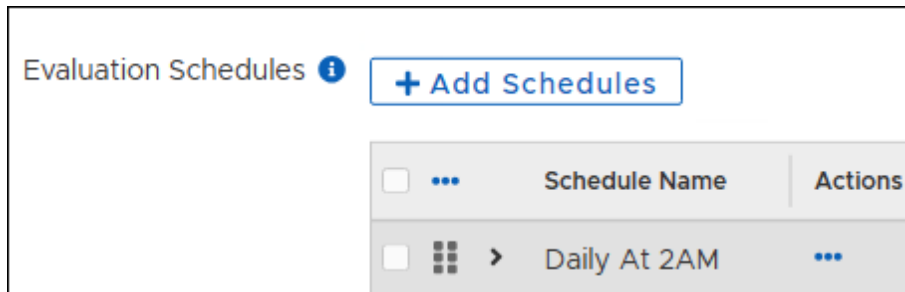 Evaluation Schedules
+ Add Schedules
Schedule Name Actions
Daily At 2AM